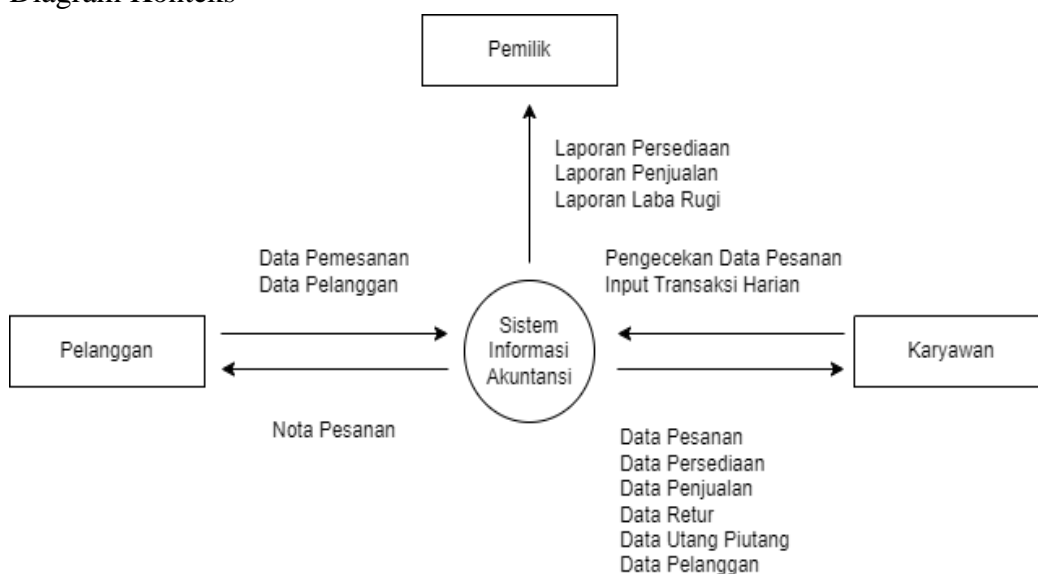 Diagram Konteks
Pemilik
Laporan Persediaan
Laporan Penjualan
Laporan Laba Rugi
Data Pemesanan
Data Pelanggan
Pengecekan Data Pesanan
Input Transaksi Harian
Pelanggan
Sistem
Informasi
Akuntansi
Karyawan
Nota Pesanan
Data Pesanan
Data Persediaan
Data Penjualan
Data Retur
Data Utang Piutang
Data Pelanggan